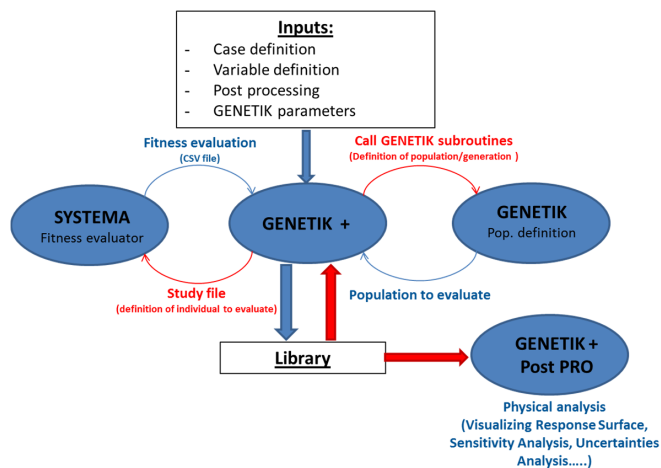 Inputs:
- Case definition
- Variable definition
- Post processing
- GENETIK parameters
Fitness evaluation
(CSV file)
Call GENETIK subroutines
(Definition of population/generation )
SYSTEMA
Fitness evaluator
GENETIK +
GENETIK
Pop. definition
Study file
(definition of individual to evaluate)
Population to evaluate
Library
GENETIK +
Post PRO
Physical analysis
(Visualizing Response Surface,
Sensitivity Analysis, Uncertainties
Analysis…..)